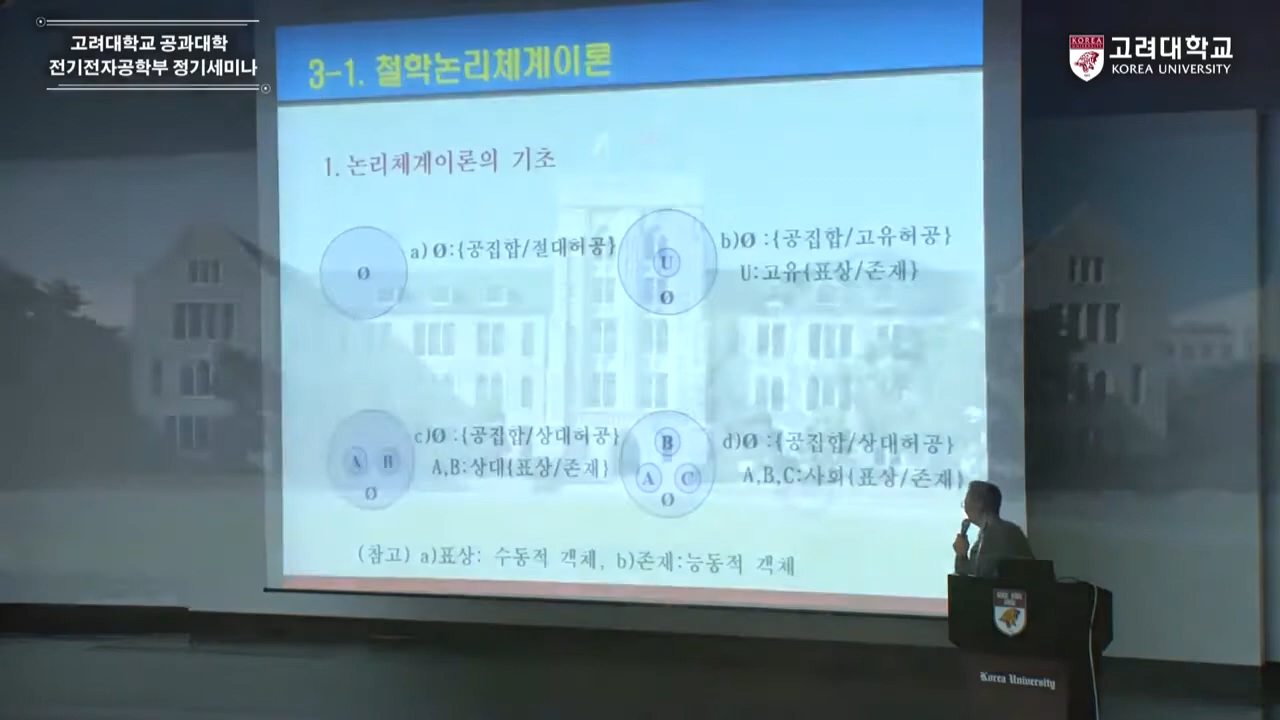 고려대학교 공과대학
전기전자공학부 정기세미나
고려대학교
KOREA UNIVERSITY
KOREA
3-1. 철학논리체계이론
1. 논리체계이론의 기초
Ø
a) Ø:{공집합/절대허공}
U
Ø
b)Ø :{공집합/고유허공}
U:고유{표상/존재}
A B
Ø
c)Ø :{공집합/상대허공}
A,B:상대{표상/존재}
B
A C
Ø
d)Ø :{공집합/상대허공}
A,B,C:사회{표상/존재}
(참고) a)표상: 수동적 객체, b)존재:능동적 객체
Korea University